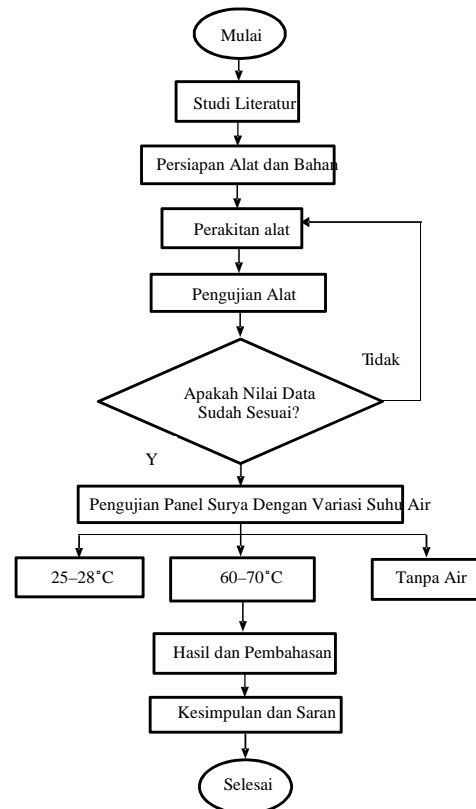 Mulai
Studi Literatur
Persiapan Alat dan Bahan
Perakitan alat
Pengujian Alat
Tidak
Apakah Nilai Data
Sudah Sesuai?
Y
Pengujian Panel Surya Dengan Variasi Suhu Air
25–28˚C
60–70˚C
Tanpa Air
Hasil dan Pembahasan
Kesimpulan dan Saran
Selesai